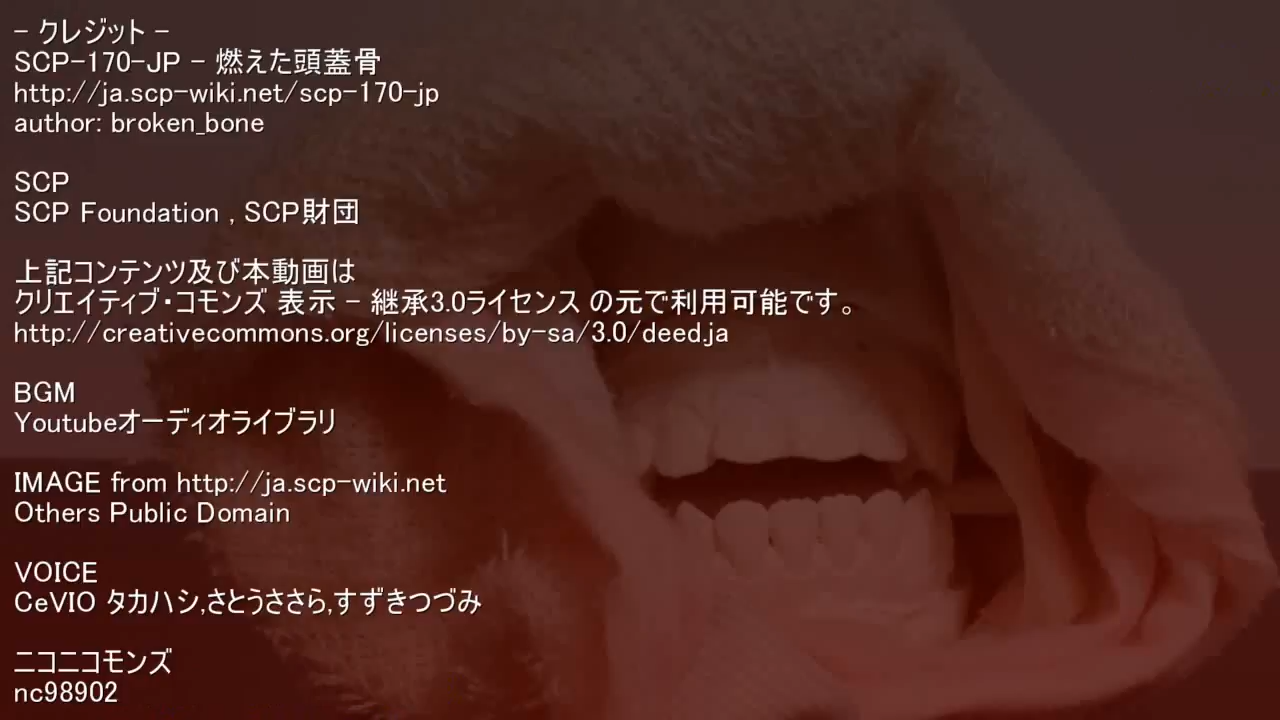 - クレジット -
SCP-170-JP - 燃えた頭蓋骨
http://ja.scp-wiki.net/scp-170-jp
author: broken_bone
SCP
SCP Foundation , SCP財団
上記コンテンツ及び本動画は
クリエイティブ・コモンズ 表示 - 継承3.0ライセンス の元で利用可能です。
http://creativecommons.org/licenses/by-sa/3.0/deed.ja
BGM
Youtubeオーディオライブラリ
IMAGE from http://ja.scp-wiki.net
Others Public Domain
VOICE
CeVIO タカハシ,さとうささら,すずきつづみ
ニコニコモンズ
nc98902